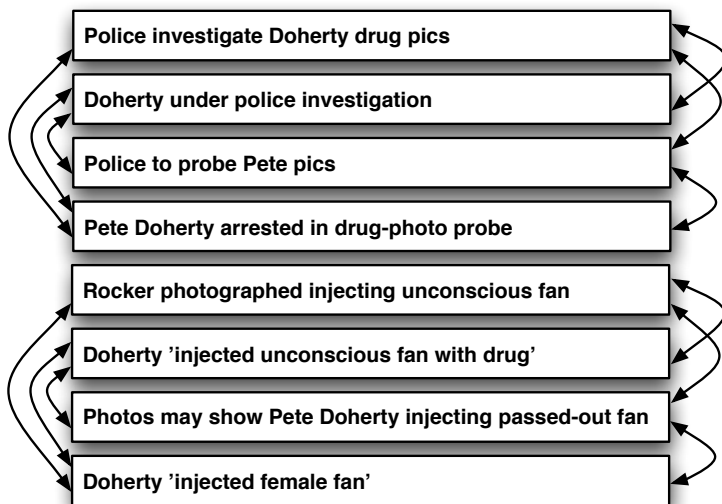 Police investigate Doherty drug pics
Doherty under police investigation
Police to probe Pete pics
Pete Doherty arrested in drug-photo probe
Rocker photographed injecting unconscious fan
Doherty ’injected unconscious fan with drug’
Photos may show Pete Doherty injecting passed-out fan
Doherty ’injected female fan’